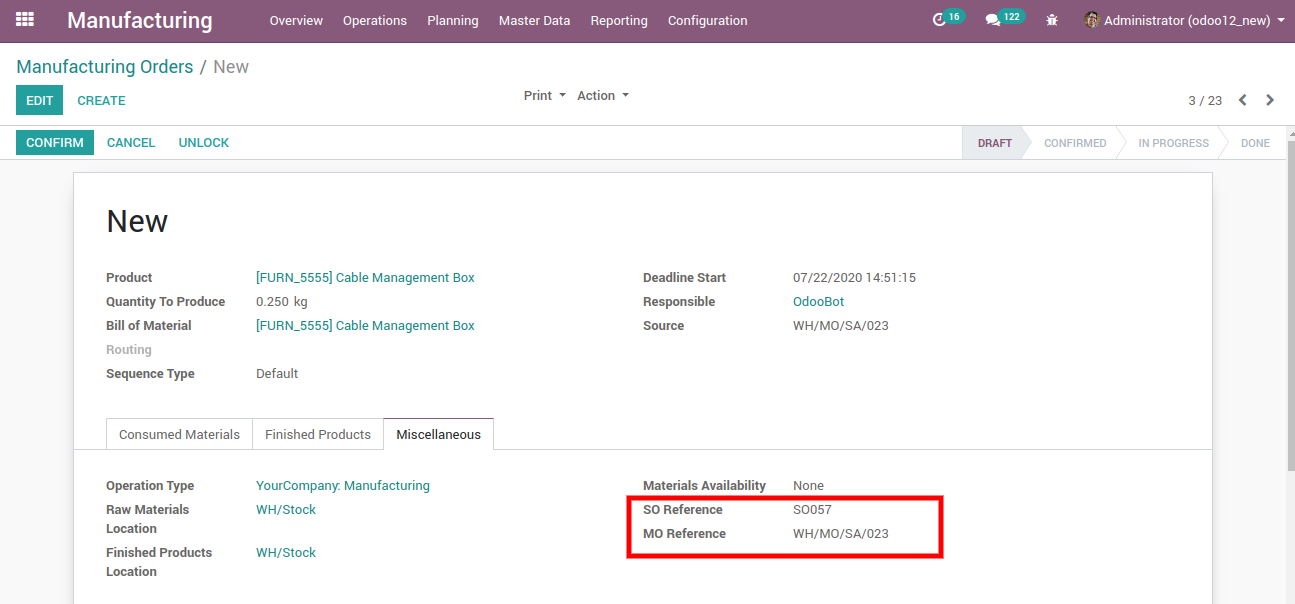 Manufacturing Overview Operations Planning Master Data Reporting Configuration 16 122 Administrator (odoo12_new)
Manufacturing Orders / New
EDIT CREATE Print Action 3 / 23
CONFIRM CANCEL UNLOCK DRAFT CONFIRMED IN PROGRESS DONE
New
Product [FURN_5555] Cable Management Box Deadline Start 07/22/2020 14:51:15
Quantity To Produce 0.250 kg Responsible OdooBot
Bill of Material [FURN_5555] Cable Management Box Source WH/MO/SA/023
Routing
Sequence Type Default
Consumed Materials Finished Products Miscellaneous
Operation Type YourCompany: Manufacturing Materials Availability None
Raw Materials WH/Stock SO Reference SO057
Location MO Reference WH/MO/SA/023
Finished Products WH/Stock
Location